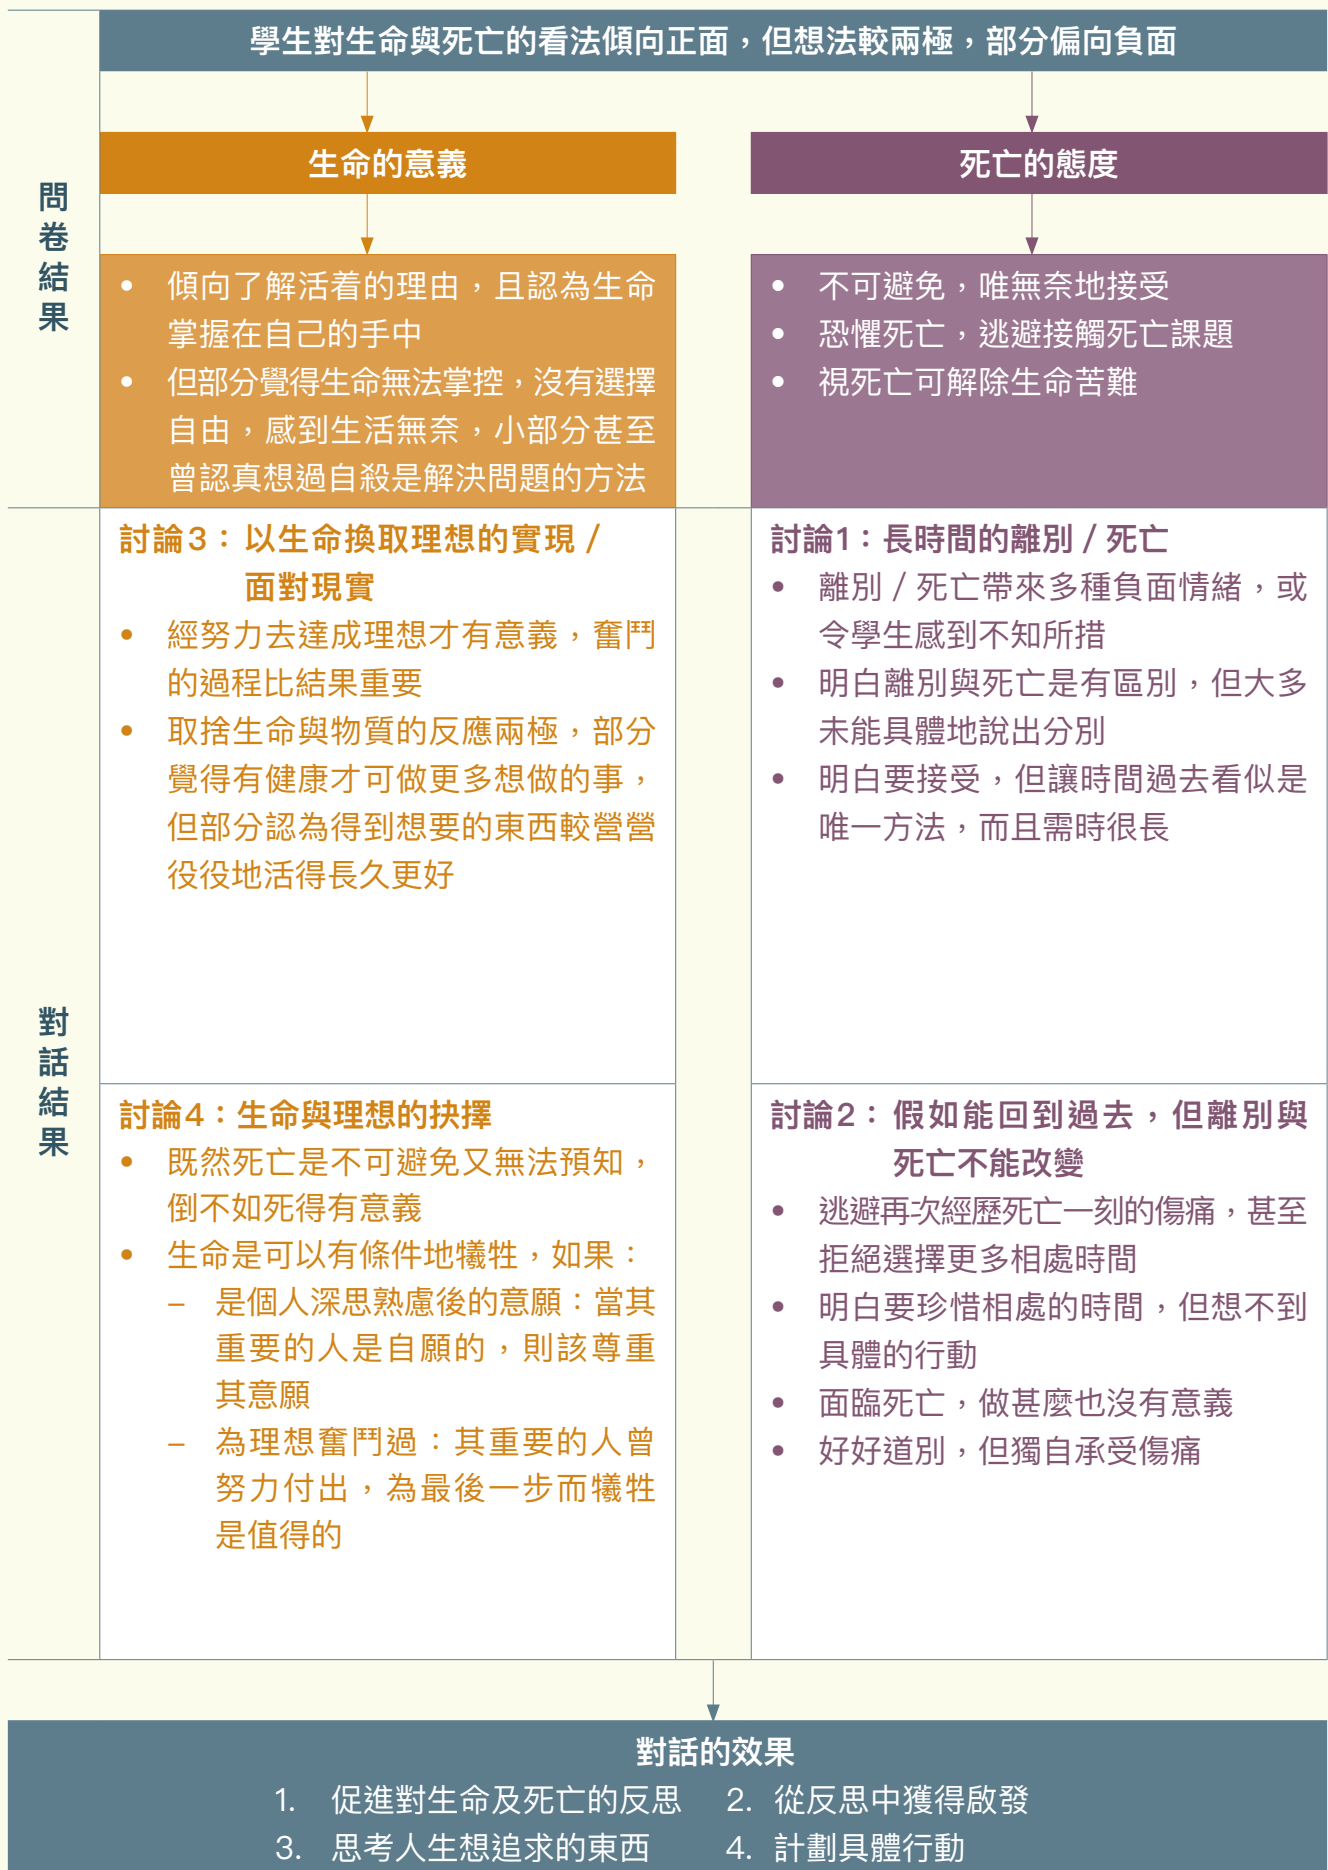 學生對生命與死亡的看法傾向正面，但想法較兩極，部分偏向負面
問卷結果
生命的意義
• 傾向了解活着的理由，且認為生命
掌握在自己的手中
• 但部分覺得生命無法掌控，沒有選擇
自由，感到生活無奈，小部分甚至
曾認真想過自殺是解決問題的方法
死亡的態度
• 不可避免，唯無奈地接受
• 恐懼死亡，逃避接觸死亡課題
• 視死亡可解除生命苦難
對話結果
討論3：以生命換取理想的實現 /
面對現實
• 經努力去達成理想才有意義，奮鬥
的過程比結果重要
• 取捨生命與物質的反應兩極，部分
覺得有健康才可做更多想做的事，
但部分認為得到想要的東西較營營
役役地活得長久更好
討論1：長時間的離別 / 死亡
• 離別 / 死亡帶來多種負面情緒，或
令學生感到不知所措
• 明白離別與死亡是有區別，但大多
未能具體地說出分別
• 明白要接受，但讓時間過去看似是
唯一方法，而且需時很長
討論4：生命與理想的抉擇
• 既然死亡是不可避免又無法預知，
倒不如死得有意義
• 生命是可以有條件地犧牲，如果：
– 是個人深思熟慮後的意願：當其
重要的人是自願的，則該尊重
其意願
– 為理想奮鬥過：其重要的人曾
努力付出，為最後一步而犧牲
是值得的
討論2：假如能回到過去，但離別與
死亡不能改變
• 逃避再次經歷死亡一刻的傷痛，甚至
拒絕選擇更多相處時間
• 明白要珍惜相處的時間，但想不到
具體的行動
• 面臨死亡，做甚麼也沒有意義
• 好好道別，但獨自承受傷痛
對話的效果
1. 促進對生命及死亡的反思 2. 從反思中獲得啟發
3. 思考人生想追求的東西 4. 計劃具體行動